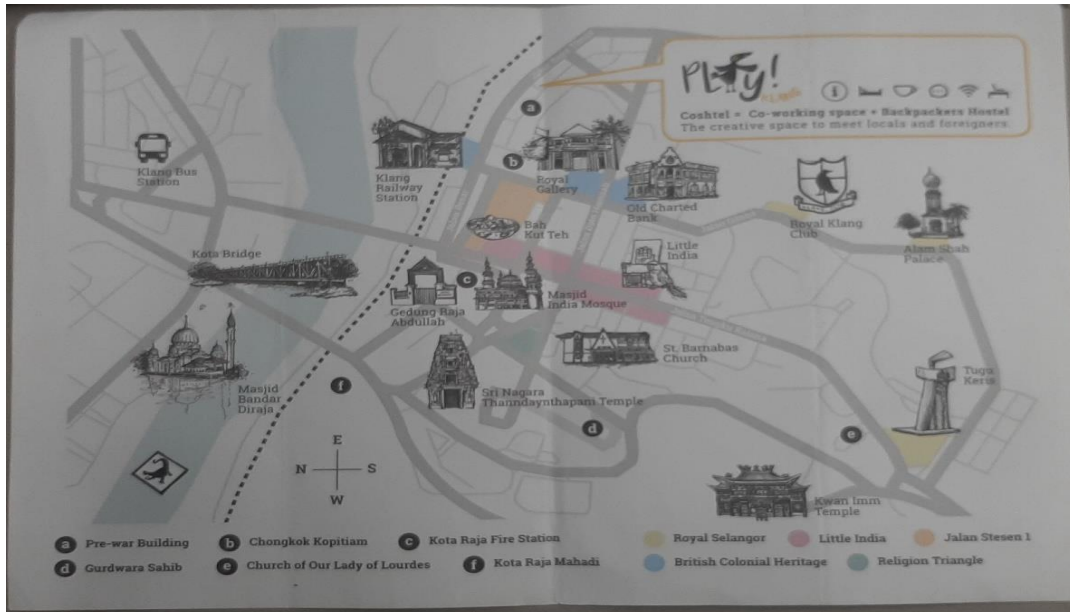 Play!
Coshtel = Co-working space + Backpackers Hostel
The creative space to meet locals and foreigners.
a
Klang Bus
Station
Klang
Railway
Station
b
Royal
Gallery
Old Charted
Bank
Royal Klang
Club
Alam Shah
Palace
Bah
Kut Teh
Little
India
Kota Bridge
Gedung Raja
Abdullah
c
Masjid
India Mosque
Masjid
Bandar
Diraja
f
Sri Nagara
Thanndaynthapani Temple
St. Barnabas
Church
Tugu
Keris
d
e
Kwan Imm
Temple
E
N S
W
a Pre-war Building
b Chongkok Kopitiam
c Kota Raja Fire Station
d Gurdwara Sahib
e Church of Our Lady of Lourdes
f Kota Raja Mahadi
Royal Selangor
Little India
Jalan Stesen 1
British Colonial Heritage
Religion Triangle